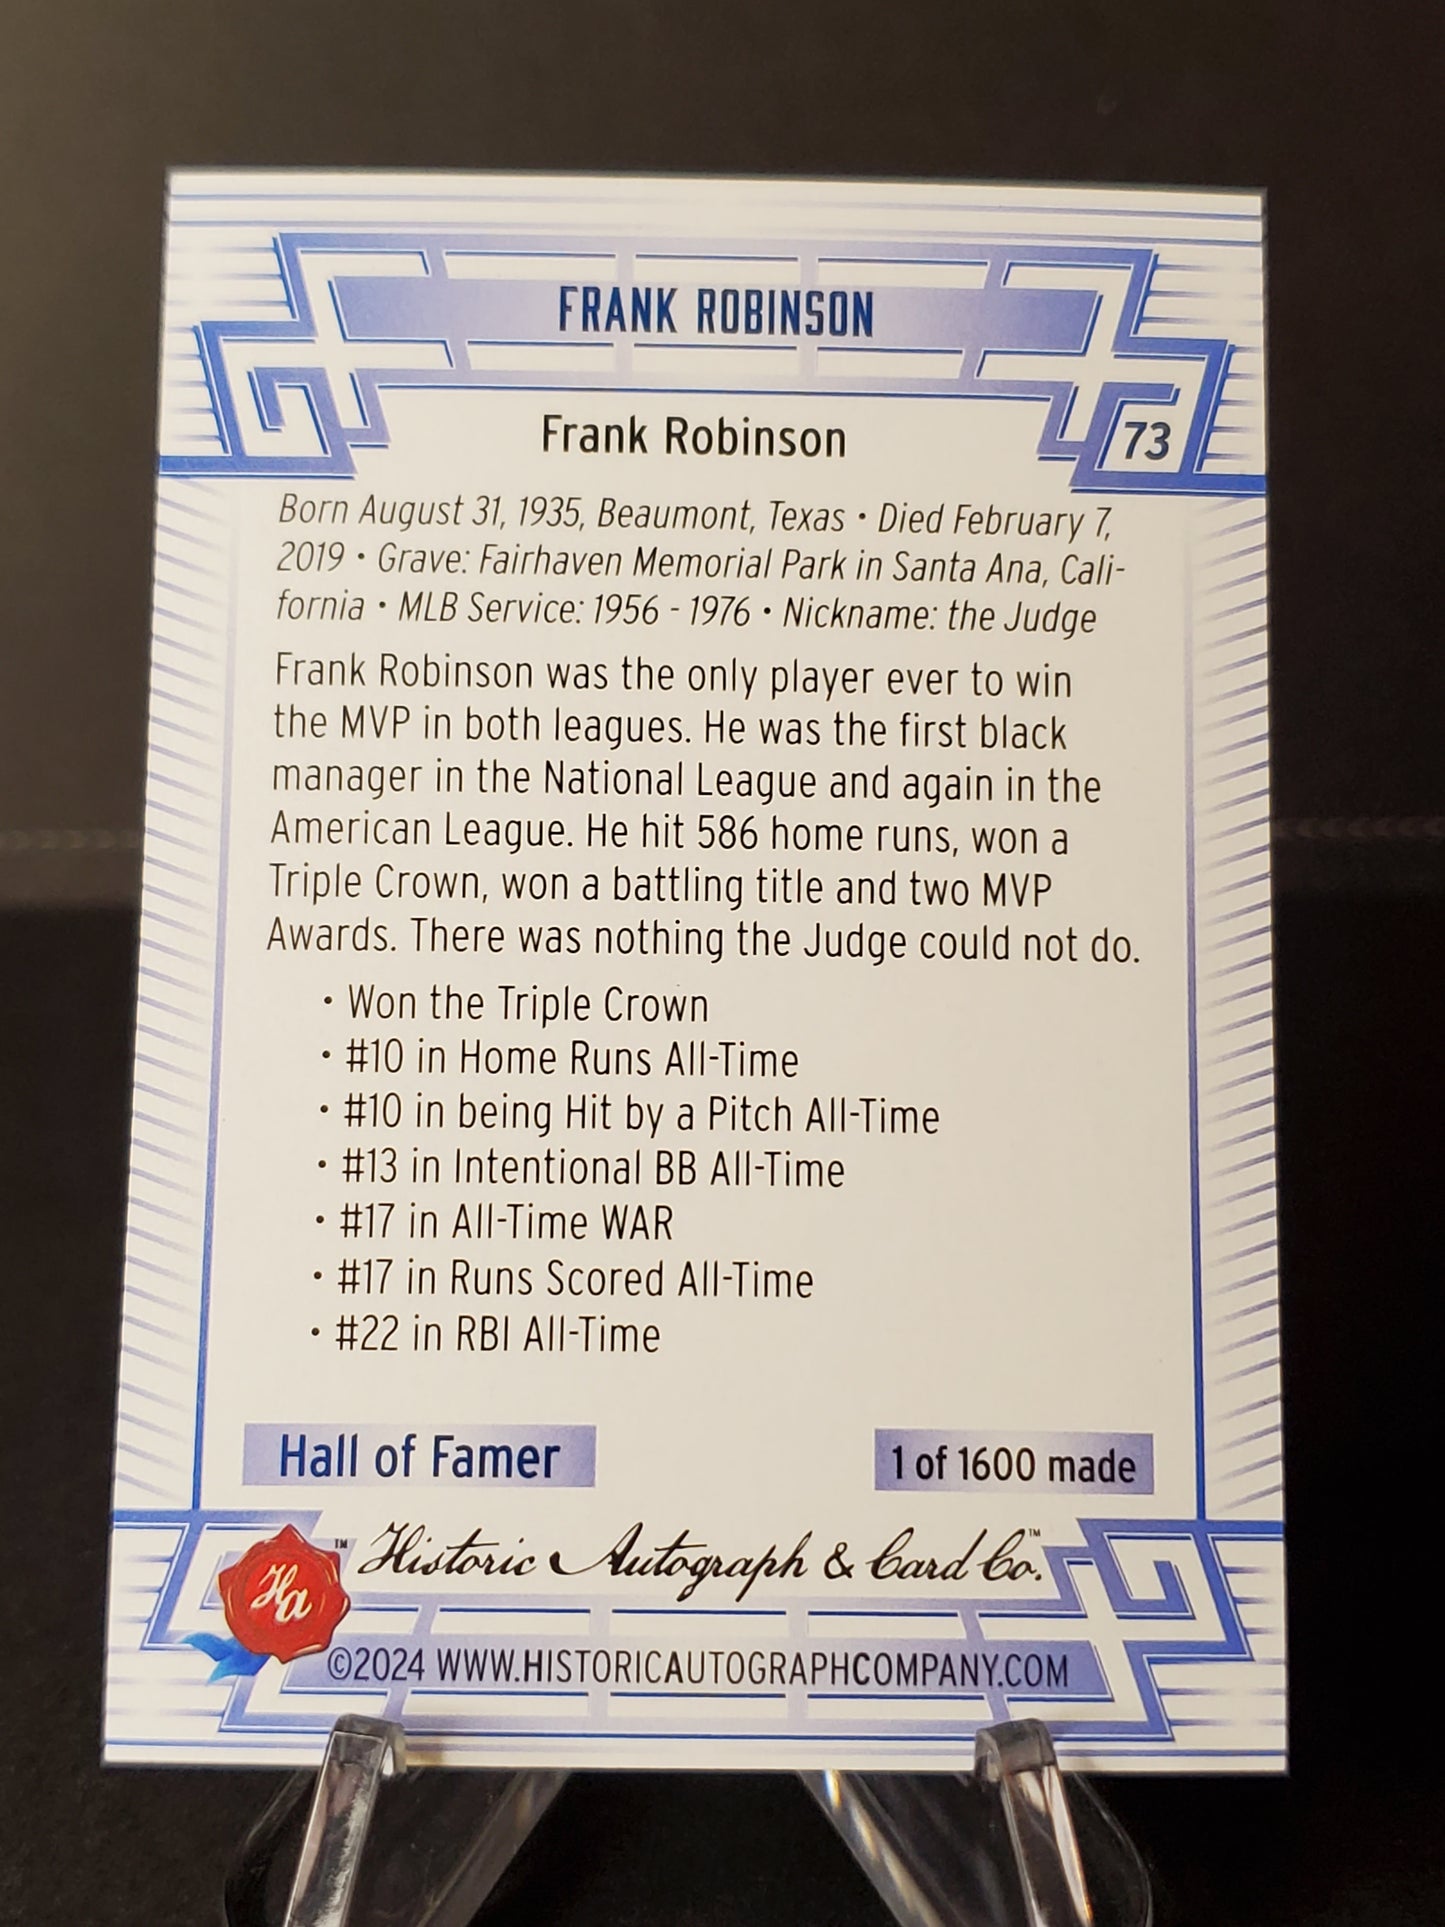 FRANK ROBINSON
Frank Robinson
73
Born August 31, 1935, Beaumont, Texas • Died February 7,
2019 • Grave: Fairhaven Memorial Park in Santa Ana, Cali-
fornia • MLB Service: 1956 - 1976 • Nickname: the Judge
Frank Robinson was the only player ever to win
the MVP in both leagues. He was the first black
manager in the National League and again in the
American League. He hit 586 home runs, won a
Triple Crown, won a battling title and two MVP
Awards. There was nothing the Judge could not do.
• Won the Triple Crown
• #10 in Home Runs All-Time
• #10 in being Hit by a Pitch All-Time
• #13 in Intentional BB All-Time
• #17 in All-Time WAR
• #17 in Runs Scored All-Time
• #22 in RBI All-Time
Hall of Famer
1 of 1600 made
Ha ™ Historic Autograph & Card Co.™
©2024 WWW.HISTORICAUTOGRAPHCOMPANY.COM